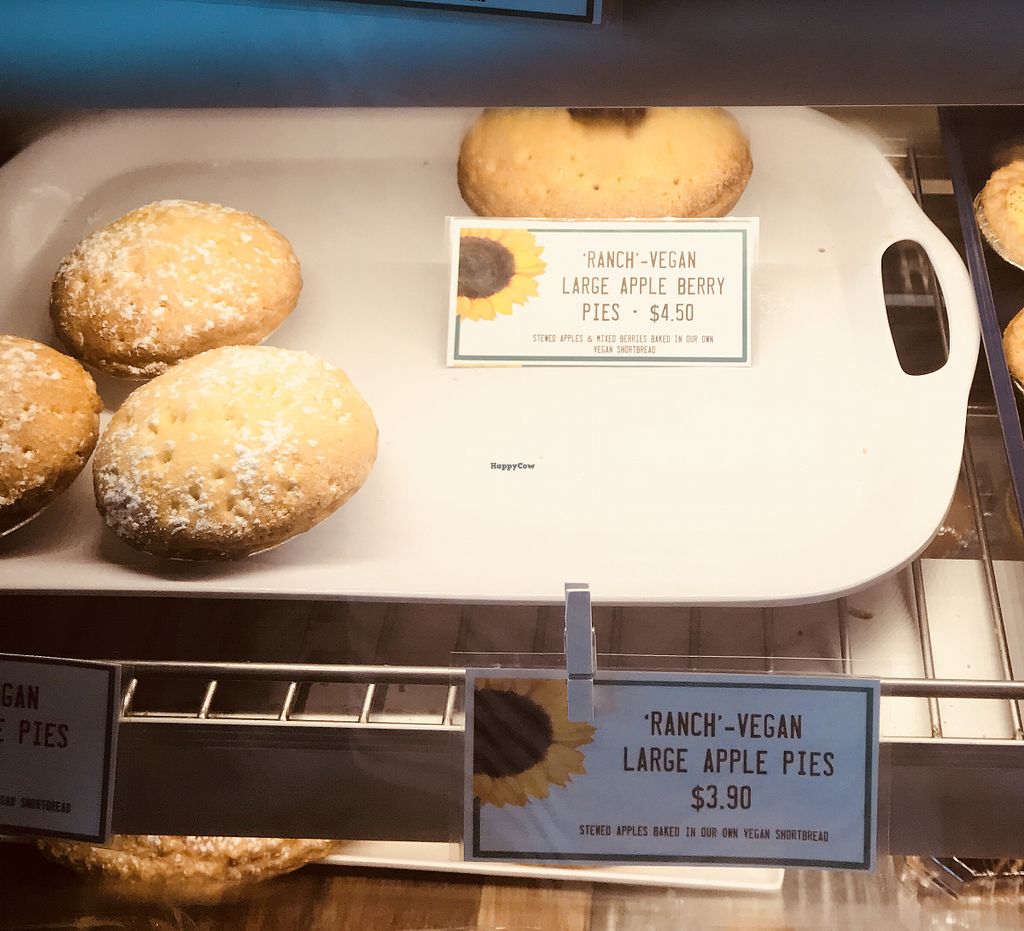 'RANCH'-VEGAN
LARGE APPLE BERRY
PIES · $4.50
STEWED APPLES & MIXED BERRIES BAKED IN OUR OWN
VEGAN SHORTBREAD
HappyCow
GAN
E PIES
GAN SHORTBREAD
'RANCH'-VEGAN
LARGE APPLE PIES
$3.90
STEWED APPLES BAKED IN OUR OWN VEGAN SHORTBREAD